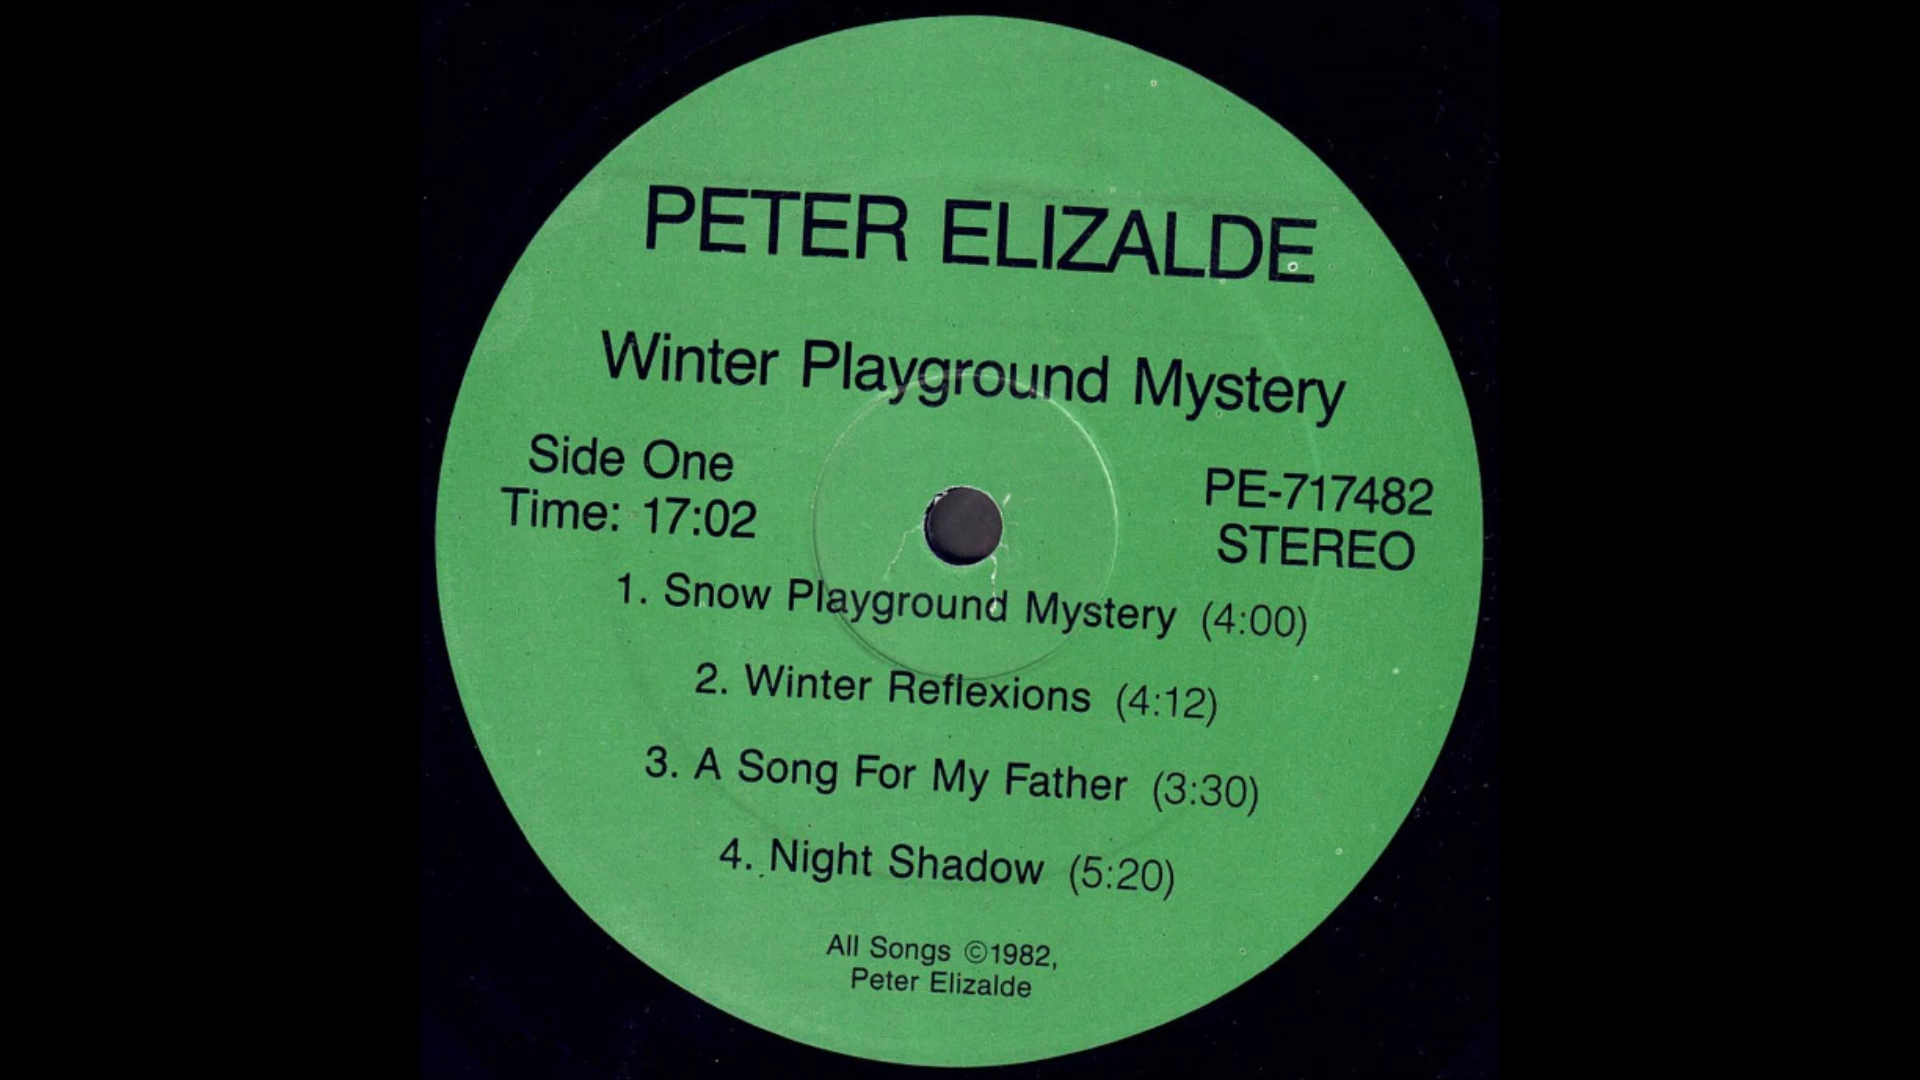 PETER ELIZALDE
Winter Playground Mystery
Side One
Time: 17:02
PE-717482
STEREO
1. Snow Playground Mystery (4:00)
2. Winter Reflexions (4:12)
3. A Song For My Father (3:30)
4. Night Shadow (5:20)
All Songs ©1982,
Peter Elizalde